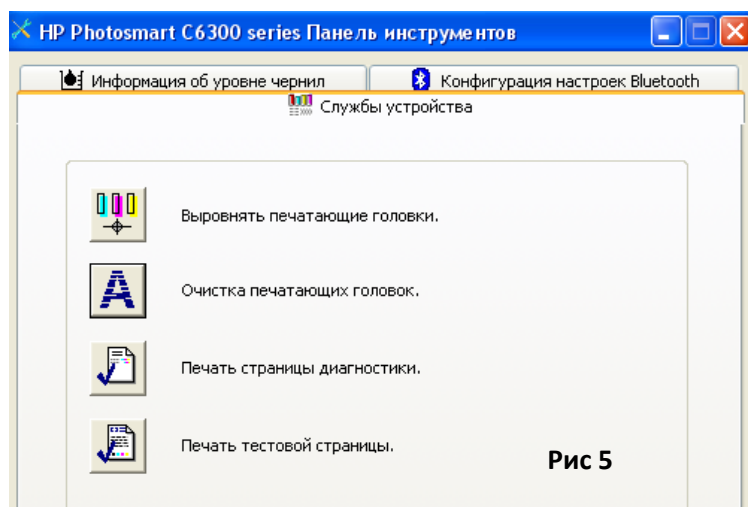 HP Photosmart C6300 series Панель инструментов
Информация об уровне чернил
Конфигурация настроек Bluetooth
Службы устройства
Выровнять печатающие головки.
Очистка печатающих головок.
Печать страницы диагностики.
Печать тестовой страницы.
Рис 5